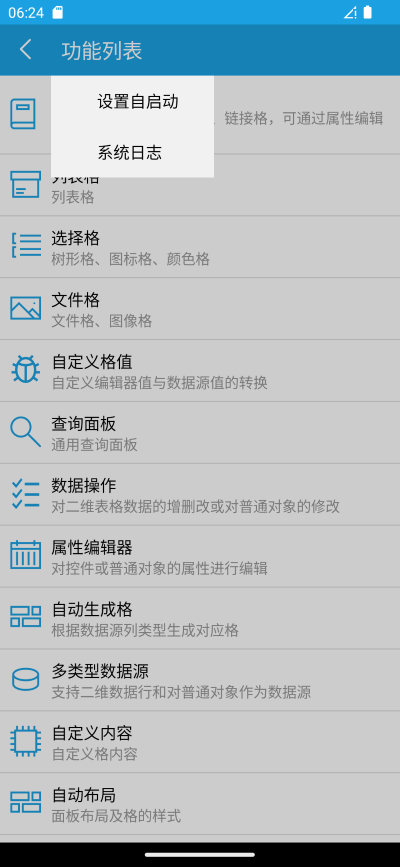 06:24
功能列表
设置自启动
链接格，可通过属性编辑
系统日志
列表格
列表格
选择格
树形格、图标格、颜色格
文件格
文件格、图像格
自定义格值
自定义编辑器值与数据源值的转换
查询面板
通用查询面板
数据操作
对二维表格数据的增删改或对普通对象的修改
属性编辑器
对控件或普通对象的属性进行编辑
自动生成格
根据数据源列类型生成对应格
多类型数据源
支持二维数据行和对普通对象作为数据源
自定义内容
自定义格内容
自动布局
面板布局及格的样式